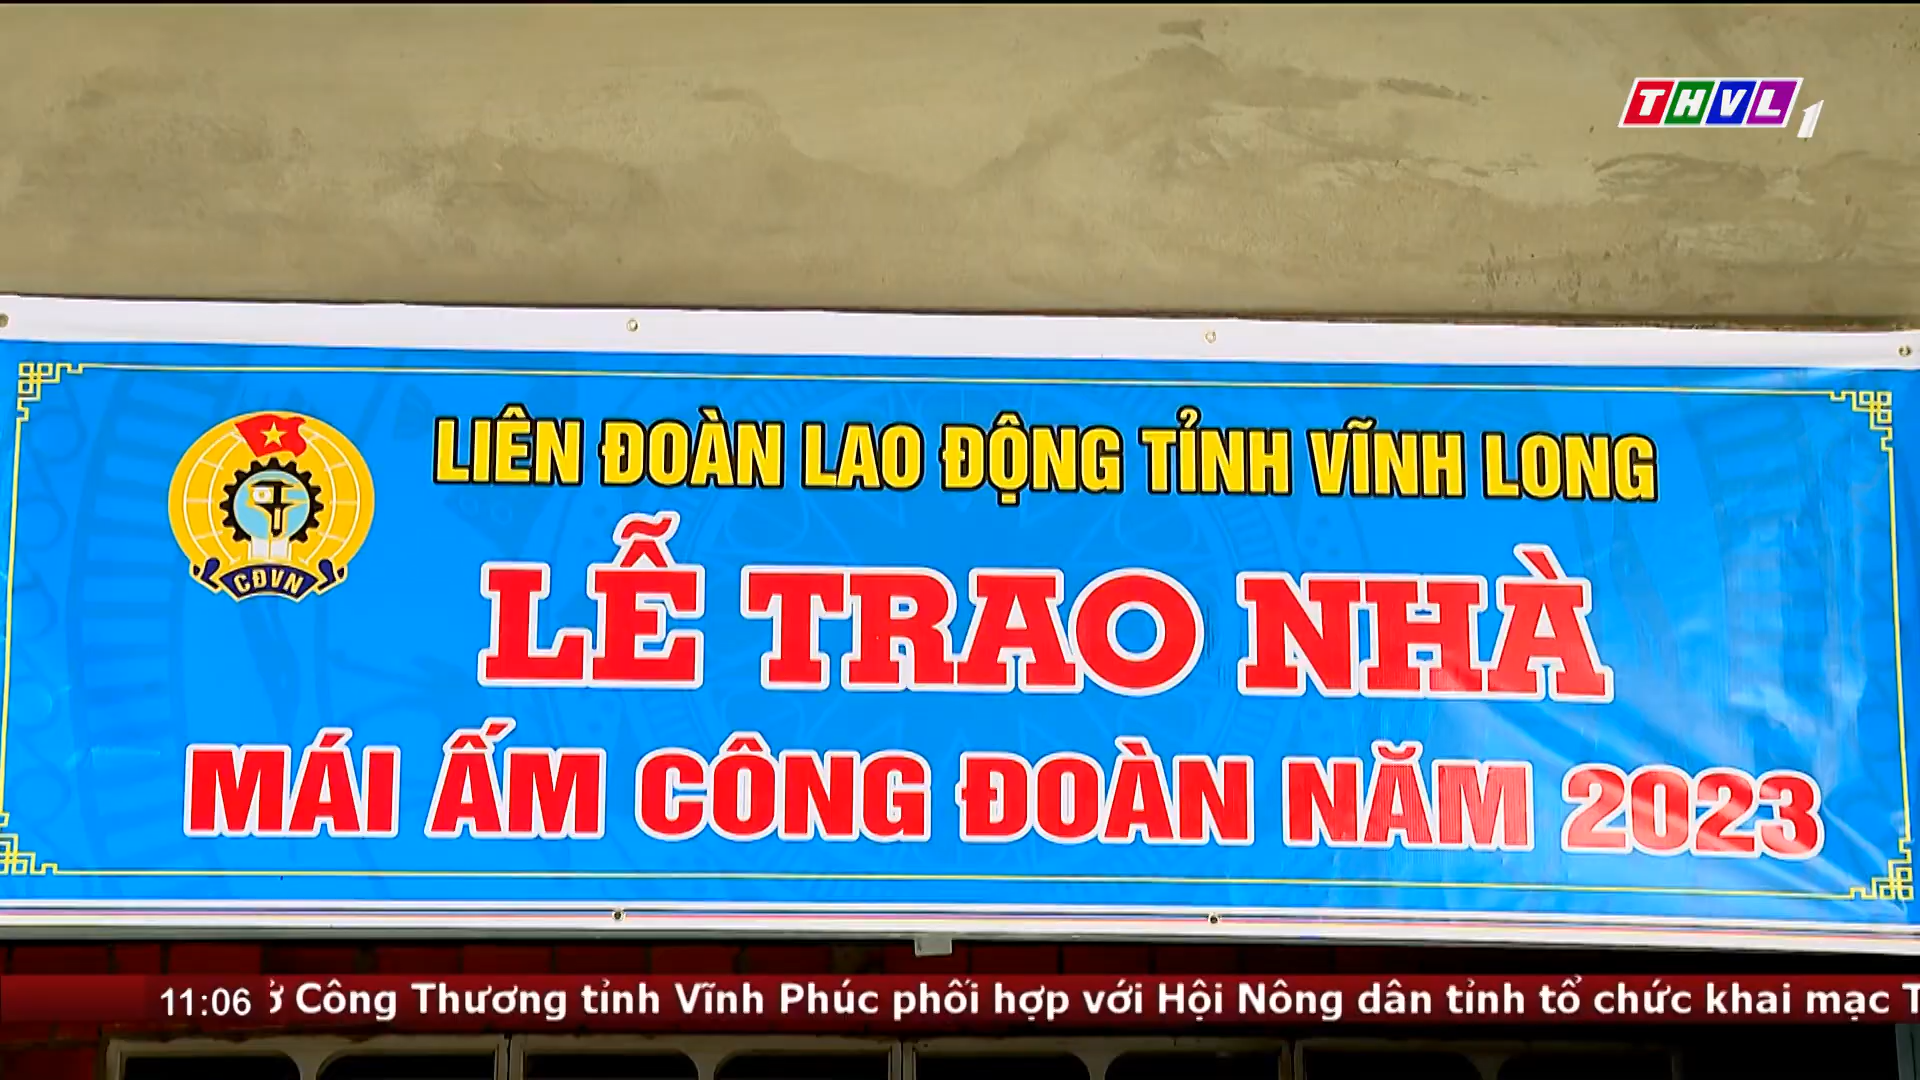 THVL 1
LIÊN ĐOÀN LAO ĐỘNG TỈNH VĨNH LONG
CĐVN
LỄ TRAO NHÀ
MÁI ẤM CÔNG ĐOÀN NĂM 2023
11:06 Công Thương tỉnh Vĩnh Phúc phối hợp với Hội Nông dân tỉnh tổ chức khai mạc